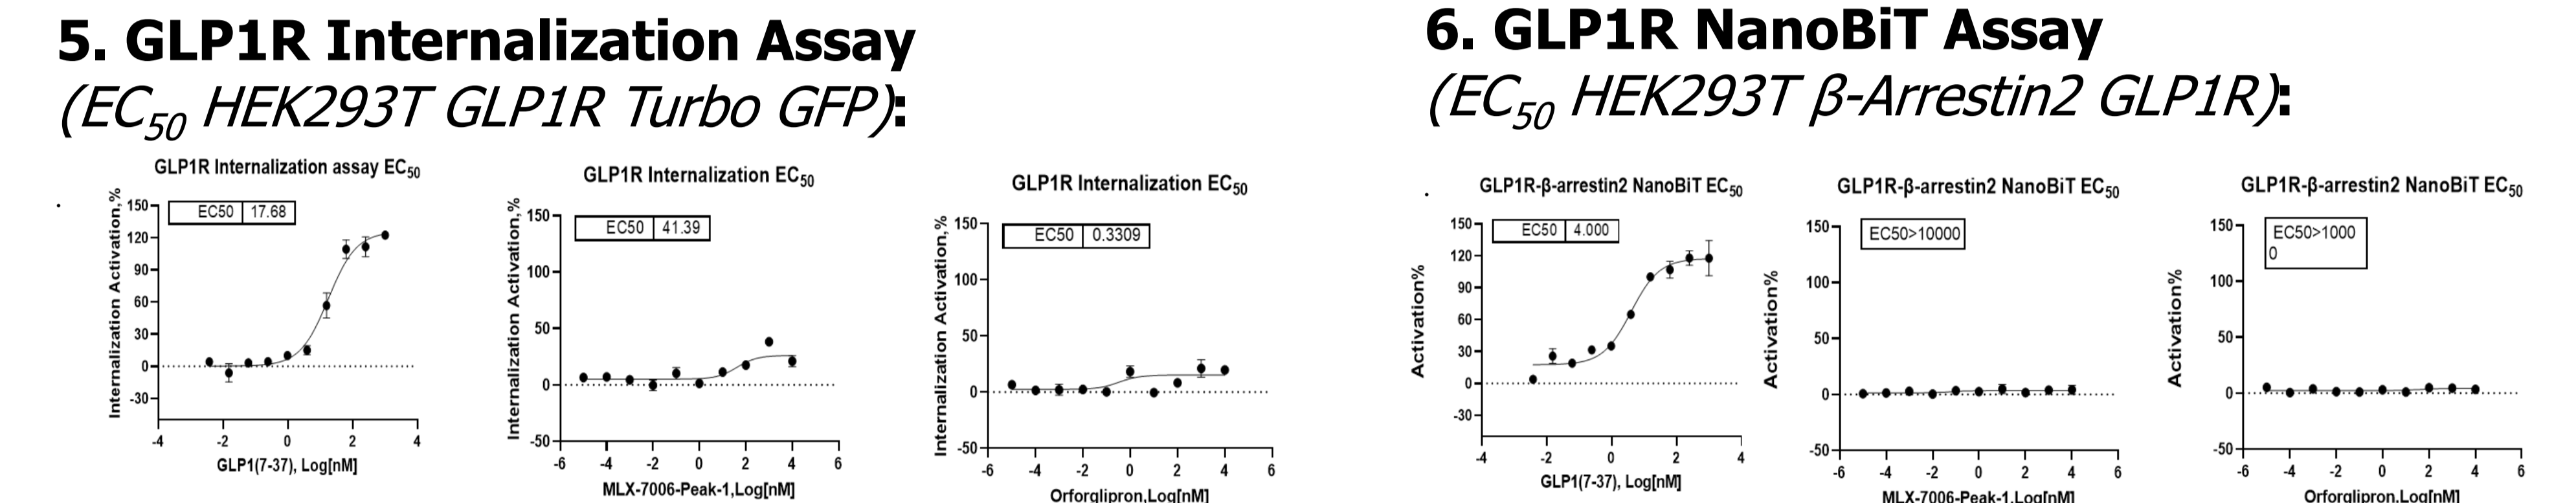 5. GLP1R Internalization Assay
(EC50 HEK293T GLP1R Turbo GFP):
GLP1R Internalization assay EC50
EC50 17.68
Internalization Activation,%
150
120
90
60
30
0
-30
-4 -2 0 2 4
GLP1(7-37), Log[nM]
GLP1R Internalization EC50
EC50 41.39
Internalization Activation,%
150
100
50
0
-50
-6 -4 -2 0 2 4 6
MLX-7006-Peak-1,Log[nM]
GLP1R Internalization EC50
EC50 0.3309
Internalization Activation,%
150
100
50
0
-50
-6 -4 -2 0 2 4 6
Orforglipron,Log[nM]
6. GLP1R NanoBiT Assay
(EC50 HEK293T β-Arrestin2 GLP1R):
GLP1R-β-arrestin2 NanoBiT EC50
EC50 4.000
Activation%
150
120
90
60
30
0
-30
-4 -2 0 2 4
GLP1(7-37), Log[nM]
GLP1R-β-arrestin2 NanoBiT EC50
EC50>10000
Activation%
150
100
50
0
-50
-6 -4 -2 0 2 4 6
MLX-7006-Peak-1,Log[nM]
GLP1R-β-arrestin2 NanoBiT EC50
EC50>1000
0
Activation%
150
100
50
0
-50
-6 -4 -2 0 2 4 6
Orforglipron,Log[nM]